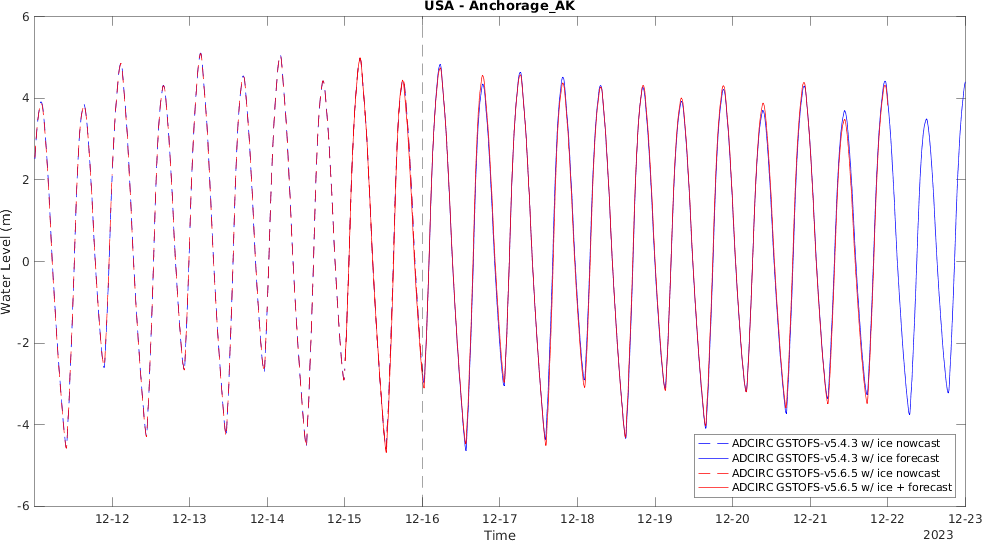 USA - Anchorage_AK
6
4
2
0
-2
-4
-6
Water Level (m)
12-12 12-13 12-14 12-15 12-16 12-17 12-18 12-19 12-20 12-21 12-22 12-23
Time
2023
ADCIRC GSTOFS-v5.4.3 w/ ice nowcast
ADCIRC GSTOFS-v5.4.3 w/ ice forecast
ADCIRC GSTOFS-v5.6.5 w/ ice nowcast
ADCIRC GSTOFS-v5.6.5 w/ ice + forecast